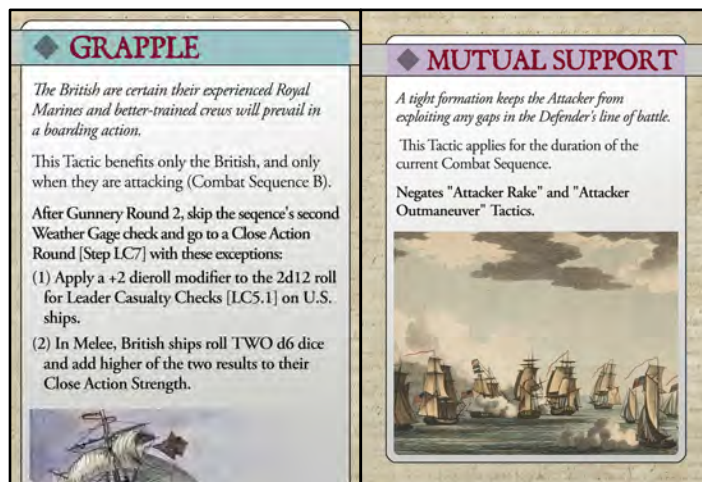 GRAPPLE
The British are certain their experienced Royal
Marines and better-trained crews will prevail in
a boarding action.
This Tactic benefits only the British, and only
when they are attacking (Combat Sequence B).
After Gunnery Round 2, skip the seqence's second
Weather Gage check and go to a Close Action
Round [Step LC7] with these exceptions:
(1) Apply a +2 dieroll modifier to the 2d12 roll
for Leader Casualty Checks [LC5.1] on U.S.
ships.
(2) In Melee, British ships roll TWO d6 dice
and add higher of the two results to their
Close Action Strength.
MUTUAL SUPPORT
A tight formation keeps the Attacker from
exploiting any gaps in the Defender's line of battle.
This Tactic applies for the duration of the
current Combat Sequence.
Negates "Attacker Rake" and "Attacker
Outmaneuver" Tactics.